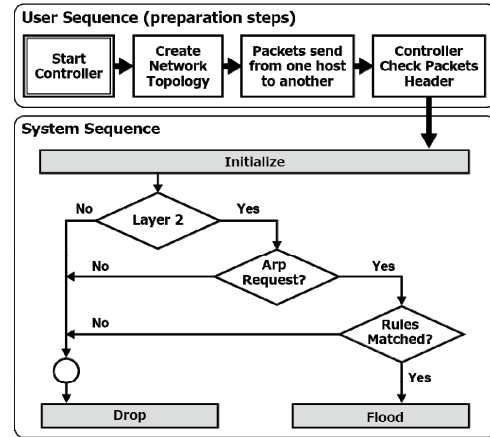 User Sequence (preparation steps)
Start
Controller
Create
Network
Topology
Packets send
from one host
to another
Controller
Check Packets
Header
System Sequence
Initialize
No
Layer 2
Yes
No
Arp
Request?
Yes
No
Rules
Matched?
Yes
Drop
Flood